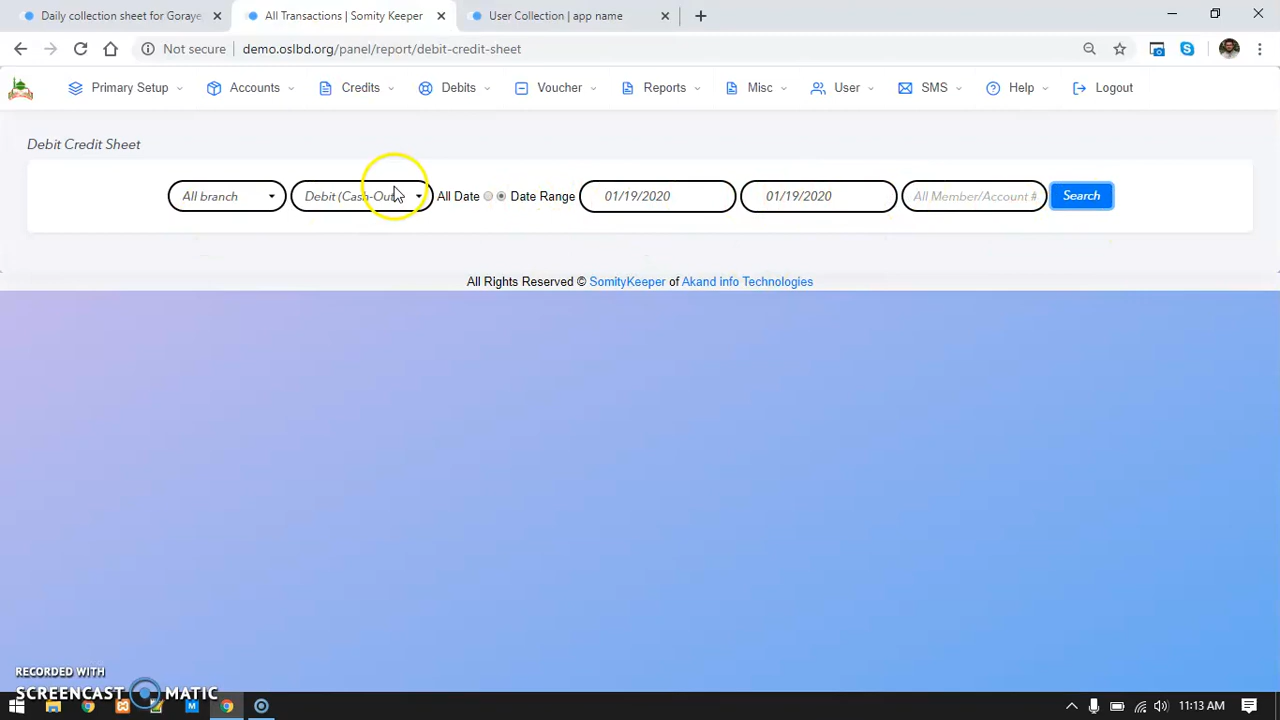 Daily collection sheet for Goraye
All Transactions | Somity Keeper
User Collection | app name
Not secure
demo.oslbd.org/panel/report/debit-credit-sheet
Primary Setup
Accounts
Credits
Debits
Voucher
Reports
Misc
User
SMS
Help
Logout
Debit Credit Sheet
All branch
Debit (Cash-Out
All Date
Date Range
01/19/2020
01/19/2020
All Member/Account #
Search
All Rights Reserved © SomityKeeper of Akand info Technologies
RECORDED WITH
SCREENCAST MATIC
11:13 AM